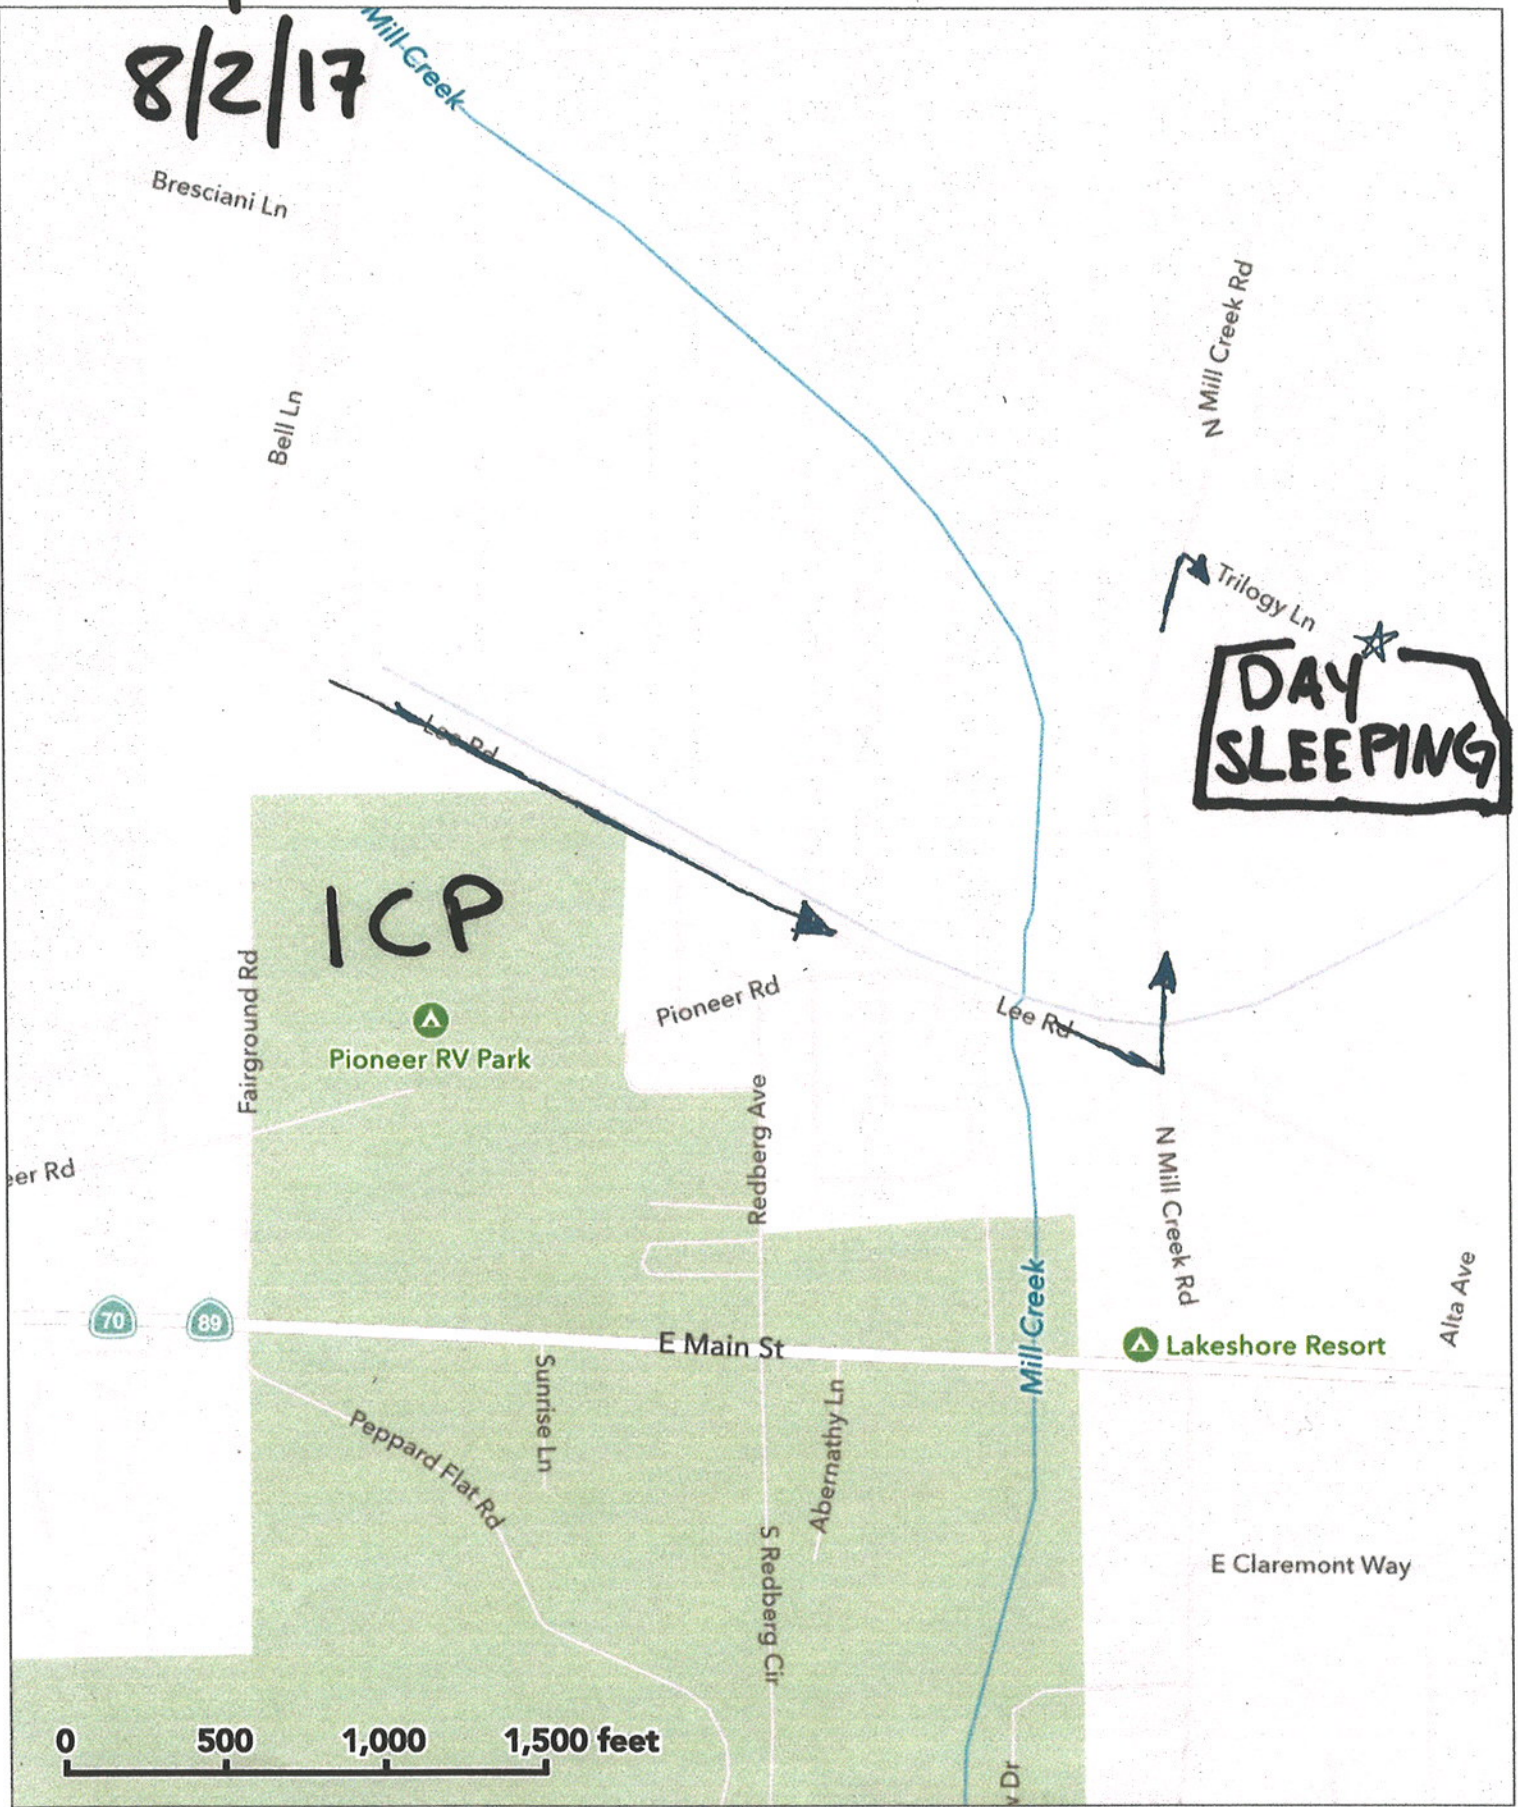 8/2/17
Mill Creek
Bresciani Ln
N Mill Creek Rd
Bell Ln
Trilogy Ln
DAY
SLEEPING
Lee Rd
ICP
Fairground Rd
Pioneer Rd
Lee Rd
Pioneer RV Park
Redberg Ave
N Mill Creek Rd
eer Rd
Mill Creek
Alta Ave
70
89
E Main St
Lakeshore Resort
Sunrise Ln
Abernathy Ln
Peppard Flat Rd
S Redberg Cir
E Claremont Way
0 500 1,000 1,500 feet
Dr